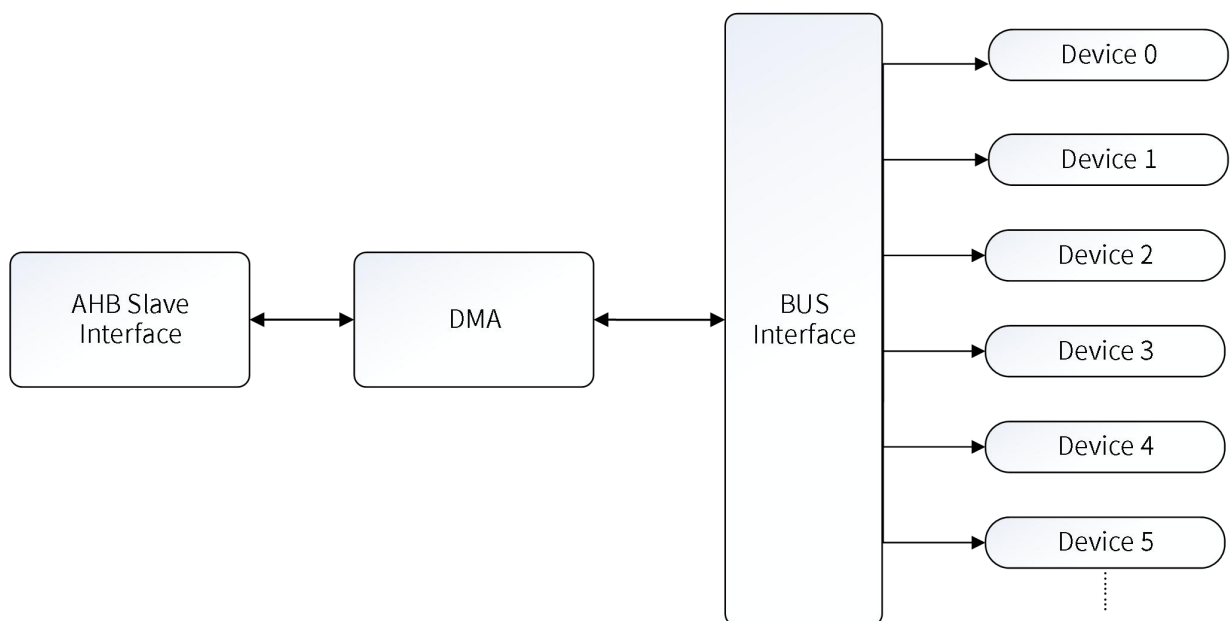 AHB Slave
Interface
DMA
BUS
Interface
Device 0
Device 1
Device 2
Device 3
Device 4
Device 5